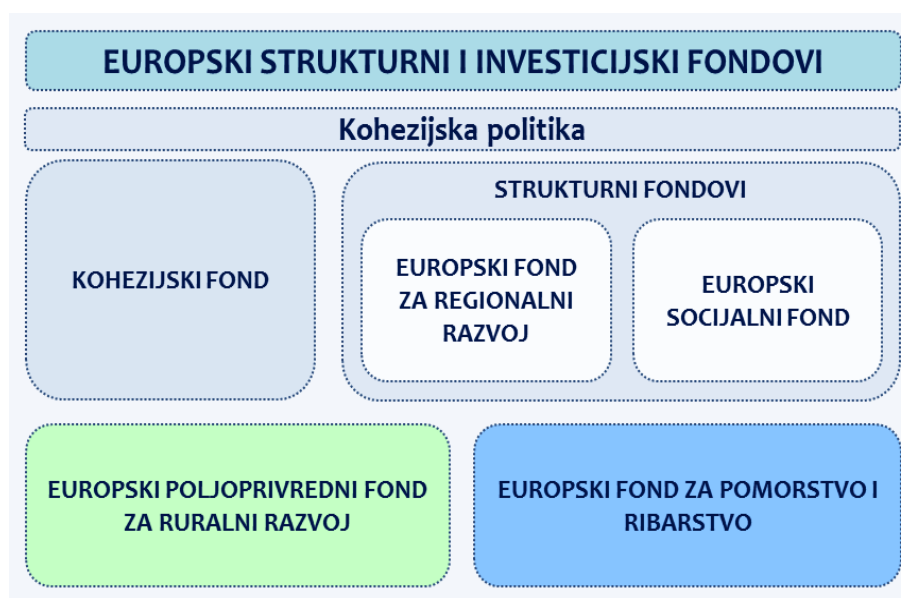 EUROPSKI STRUKTURNI I INVESTICIJSKI FONDOVI
Kohezijska politika
KOHEZIJSKI FOND
STRUKTURNI FONDOVI
EUROPSKI FOND
ZA REGIONALNI
RAZVOJ
EUROPSKI
SOCIJALNI FOND
EUROPSKI POLJOPRIVREDNI FOND
ZA RURALNI RAZVOJ
EUROPSKI FOND ZA POMORSTVO I
RIBARSTVO